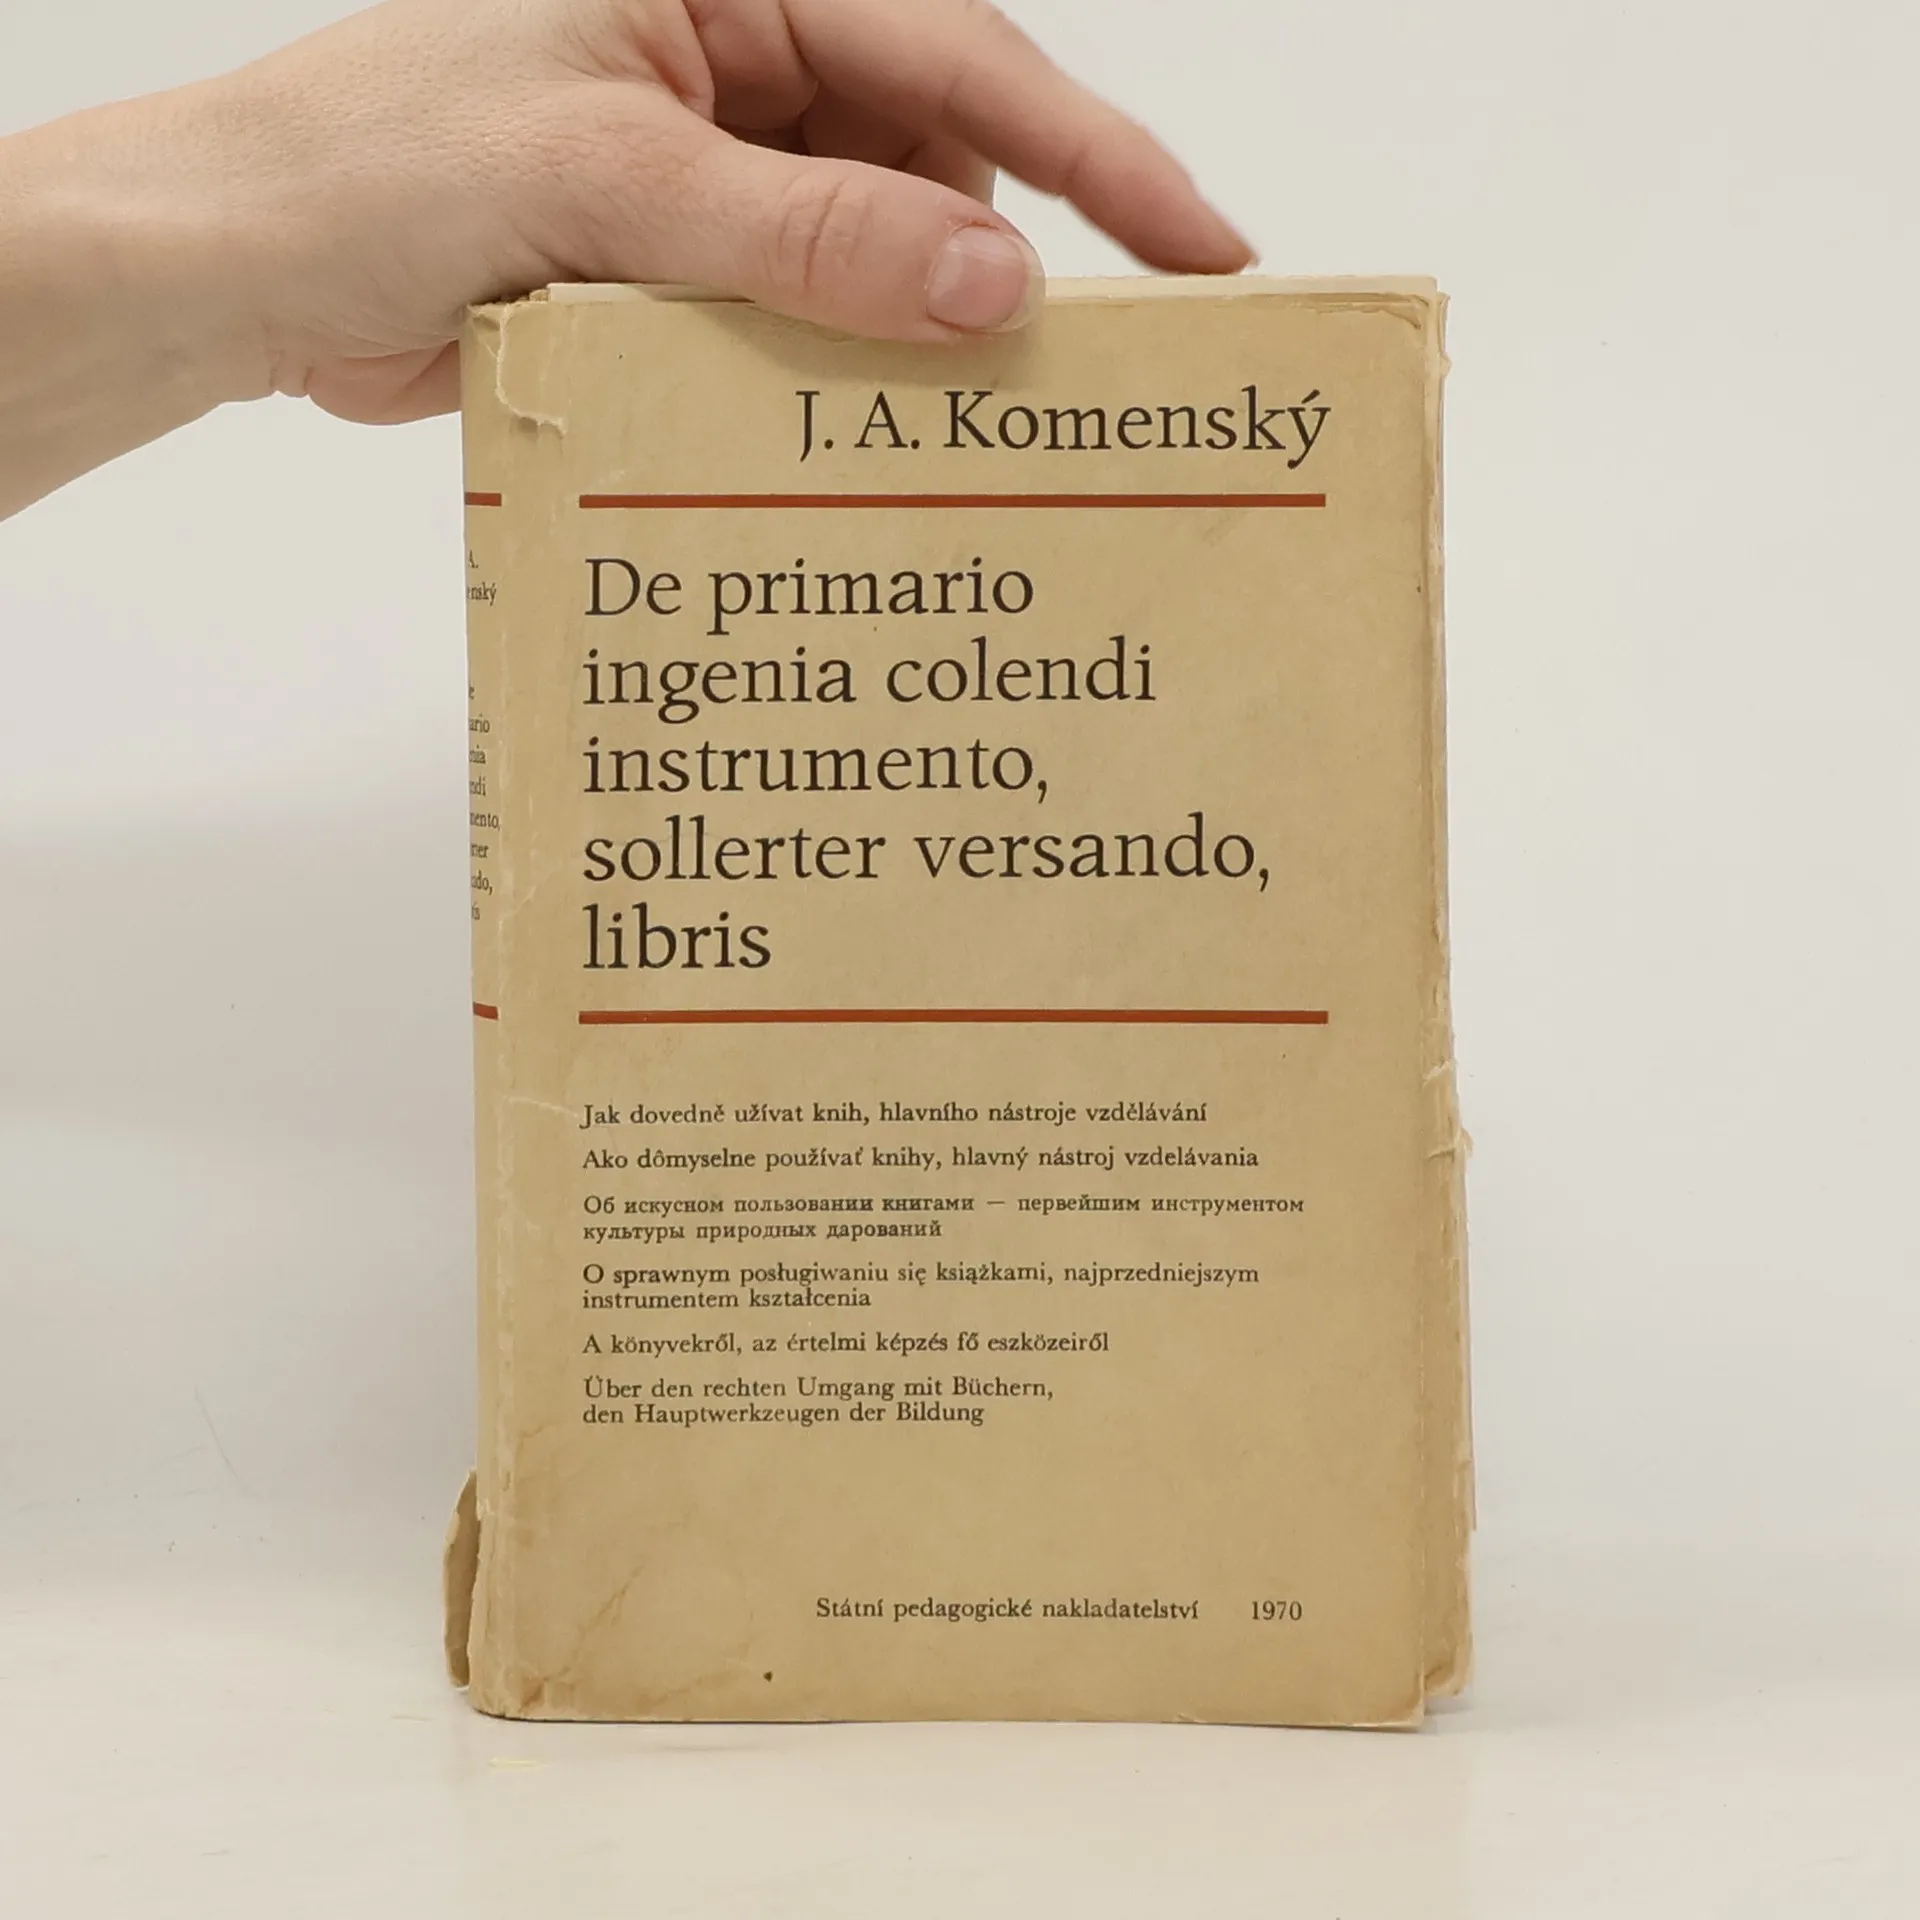 J. A. Komenský
De primario
ingenia colendi
instrumento,
sollerter versando,
libris
Jak dovedně užívat knih, hlavního nástroje vzdělávání
Ako dômyselne používať knihy, hlavný nástroj vzdelávania
Об искусном пользовании книгами — первейшим инструментом
культуры природных дарований
O sprawnym posługiwaniu się książkami, najprzedniejszym
instrumentem kształcenia
A könyvekről, az értelmi képzés fő eszközeiről
Über den rechten Umgang mit Büchern,
den Hauptwerkzeugen der Bildung
Státní pedagogické nakladatelství 1970